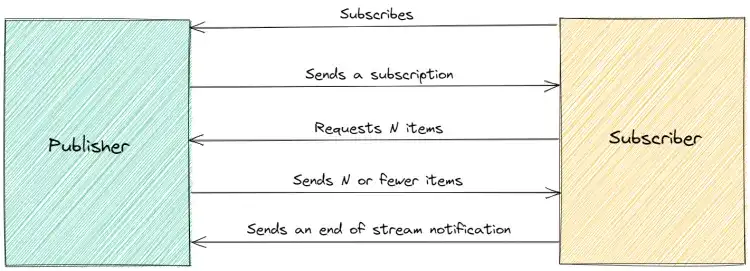 Subscribes
Sends a subscription
Publisher
Requests N items
Subscriber
Sends N or fewer items
Sends an end of stream notification